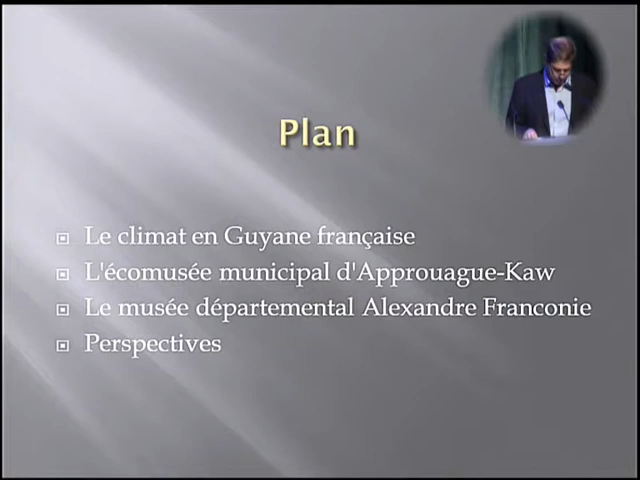 Plan
Le climat en Guyane française
L'écomusée municipal d'Approuague-Kaw
Le musée départemental Alexandre Franconie
Perspectives